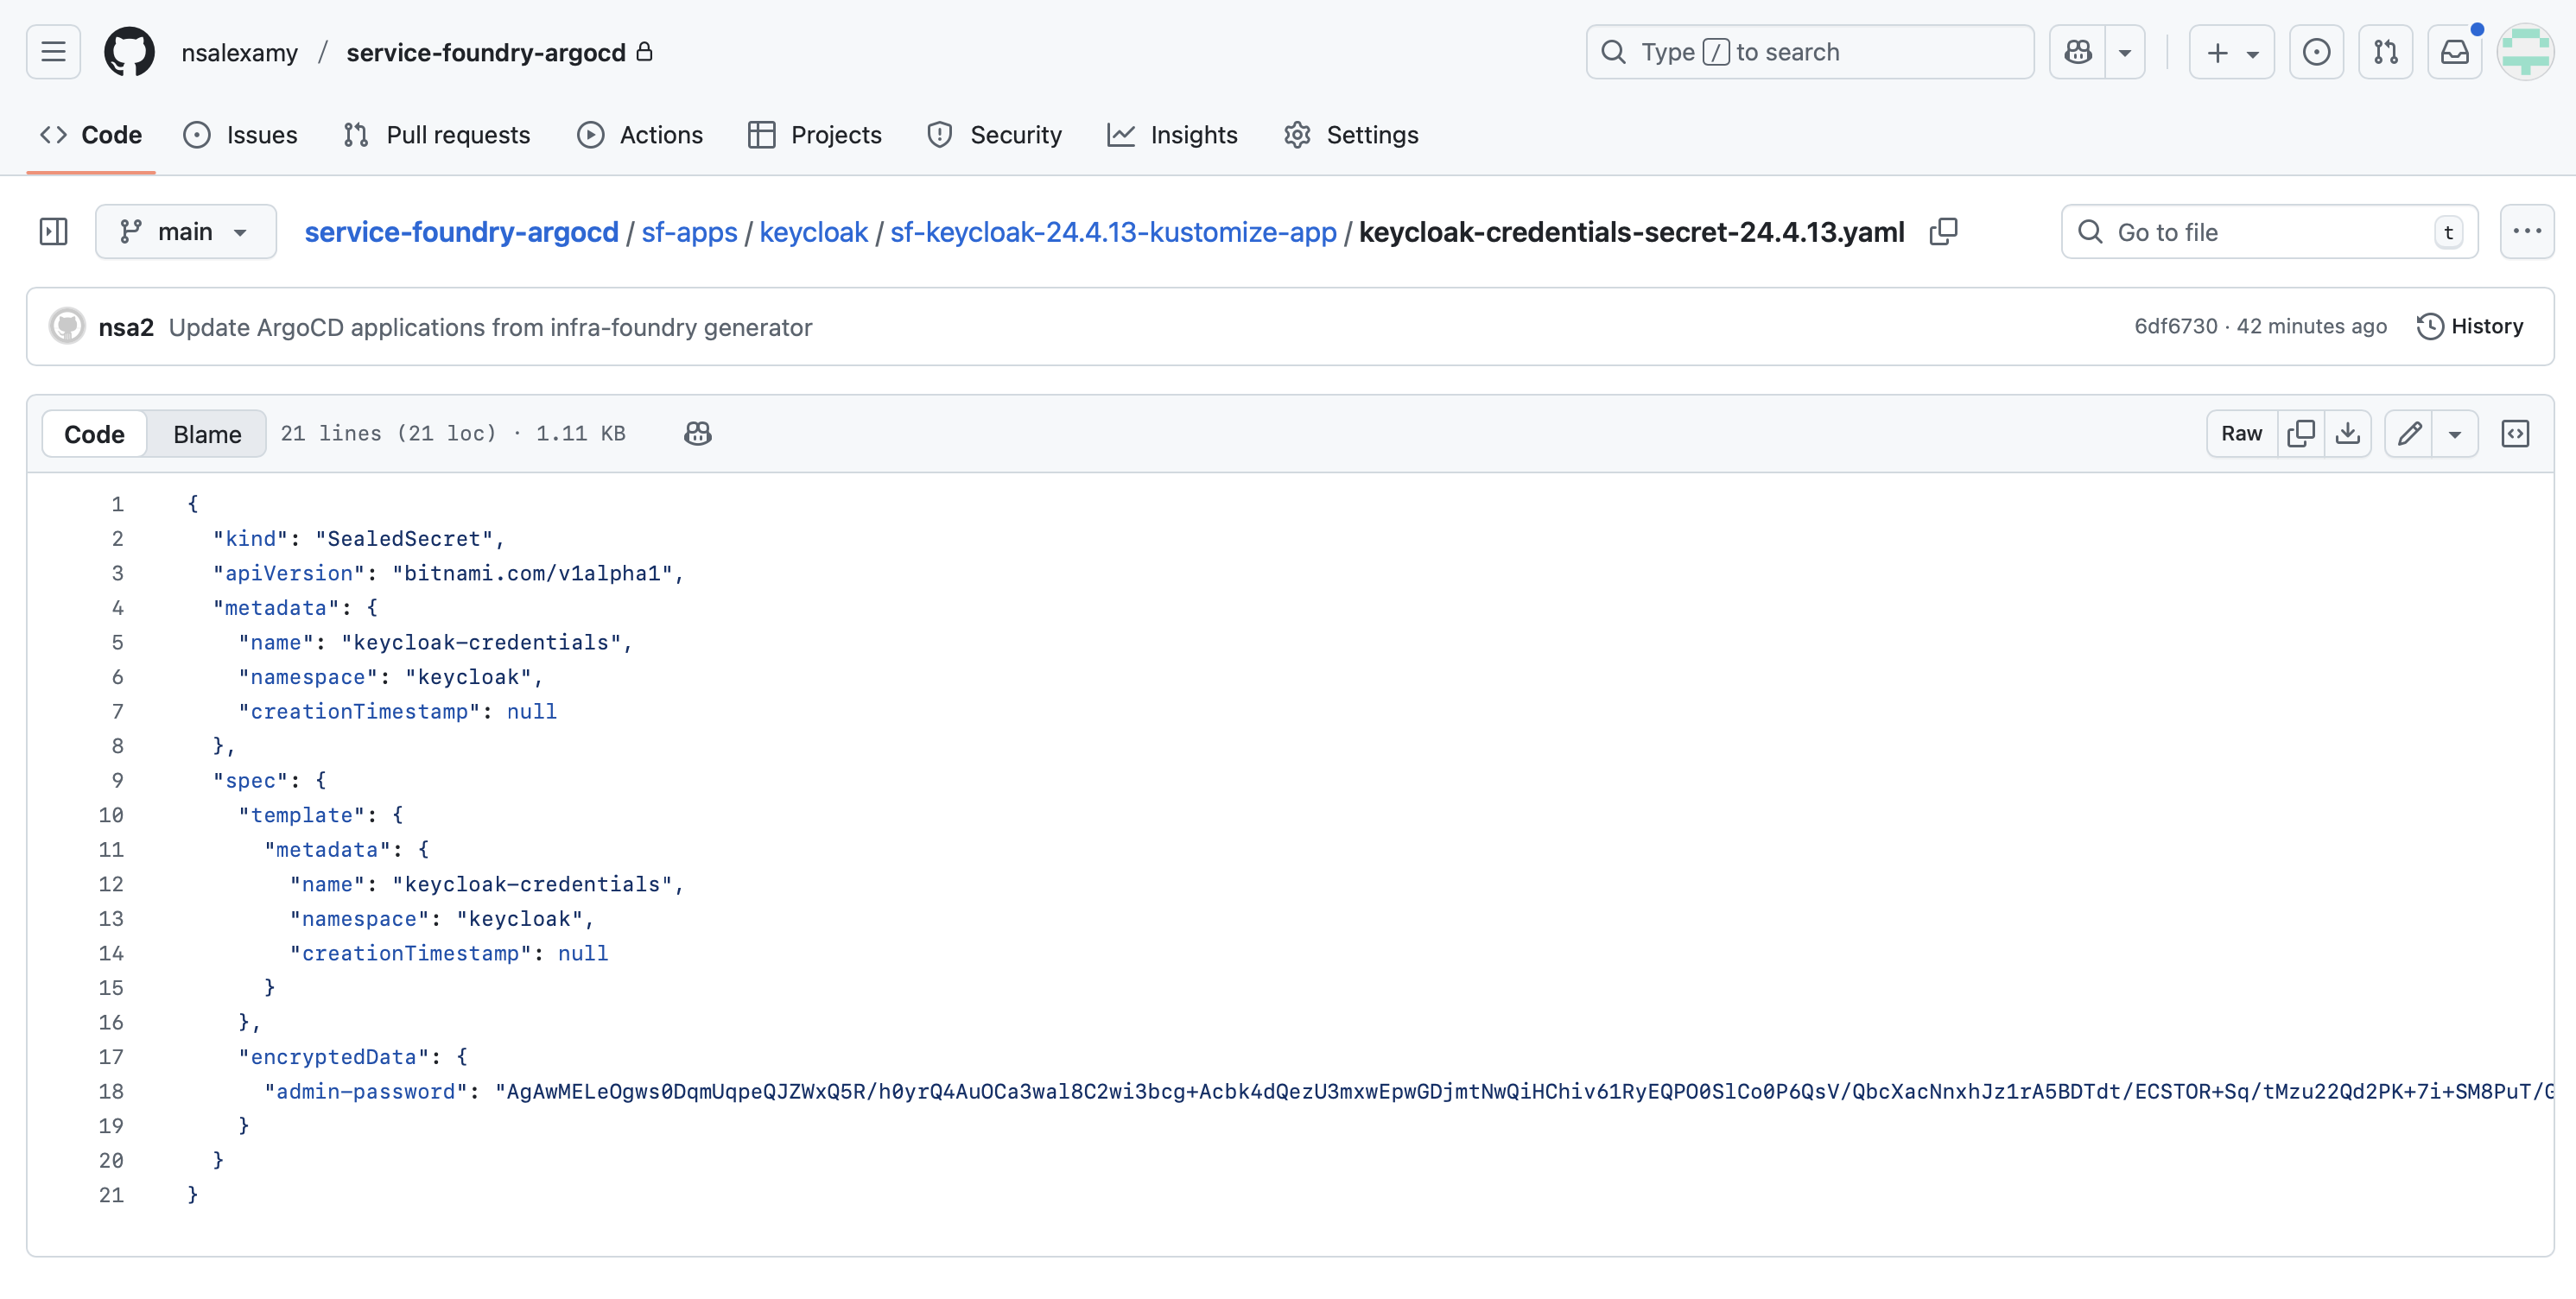 nsalexamy / service-foundry-argocd
Type / to search
Code
Issues
Pull requests
Actions
Projects
Security
Insights
Settings
main
service-foundry-argocd / sf-apps / keycloak / sf-keycloak-24.4.13-kustomize-app / keycloak-credentials-secret-24.4.13.yaml
Go to file
t
nsa2 Update ArgoCD applications from infra-foundry generator
6df6730 · 42 minutes ago
History
Code
Blame
21 lines (21 loc) · 1.11 KB
Raw
1 {
2 "kind": "SealedSecret",
3 "apiVersion": "bitnami.com/v1alpha1",
4 "metadata": {
5 "name": "keycloak-credentials",
6 "namespace": "keycloak",
7 "creationTimestamp": null
8 },
9 "spec": {
10 "template": {
11 "metadata": {
12 "name": "keycloak-credentials",
13 "namespace": "keycloak",
14 "creationTimestamp": null
15 }
16 },
17 "encryptedData": {
18 "admin-password": "AgAwMELeOgws0DqmUqpeQJZWxQ5R/h0yrQ4AuOCa3wal8C2wi3bcg+Acbk4dQezU3mxwEpwGDjmtNwQiHChiv61RyEQPO0SlCo0P6QsV/QbcXacNnxhJz1rA5BDTdt/ECSTOR+Sq/tMzu22Qd2PK+7i+SM8PuT/G
19 }
20 }
21 }